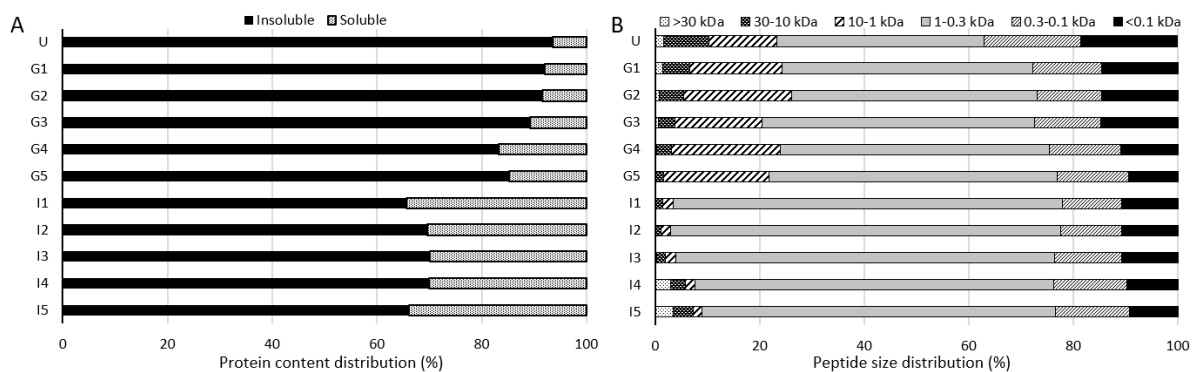 A
Insoluble Soluble
U
G1
G2
G3
G4
G5
I1
I2
I3
I4
I5
0 20 40 60 80 100
Protein content distribution (%)
B
>30 kDa 30-10 kDa 10-1 kDa 1-0.3 kDa 0.3-0.1 kDa <0.1 kDa
U
G1
G2
G3
G4
G5
I1
I2
I3
I4
I5
0 20 40 60 80 100
Peptide size distribution (%)